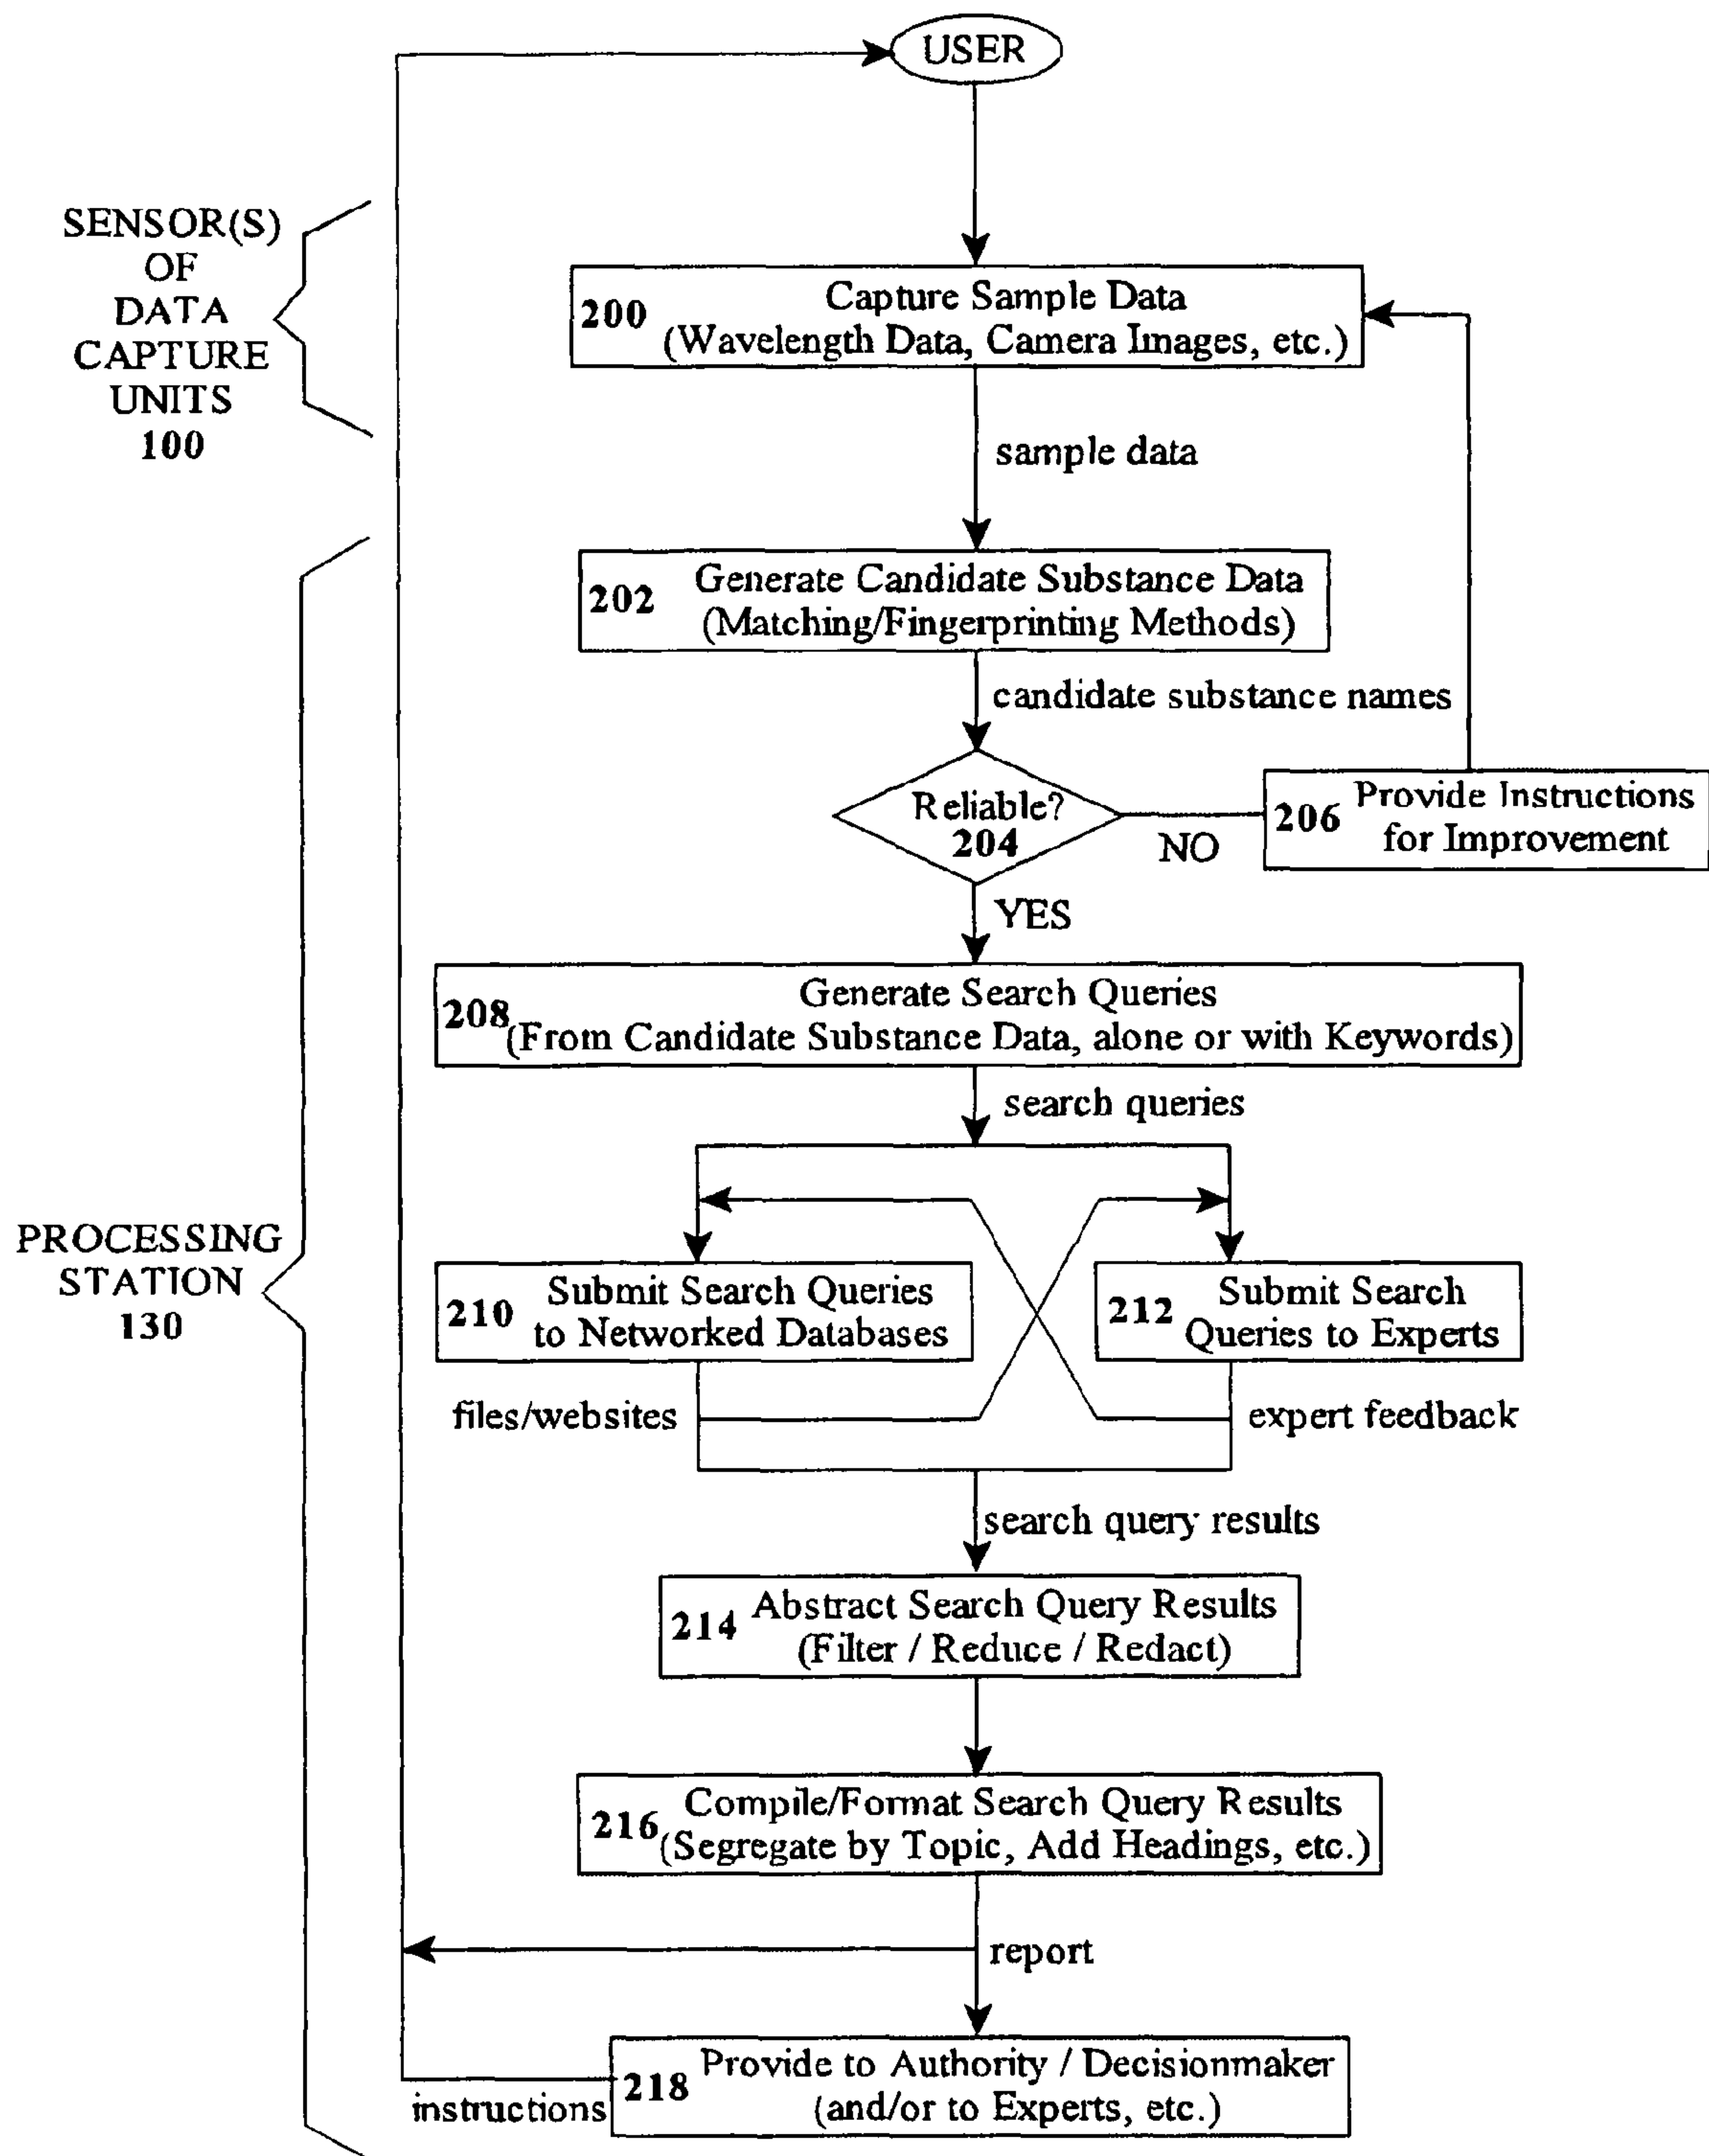 USER
SENSOR(S)
OF
DATA
CAPTURE
UNITS
100
200 Capture Sample Data
(Wavelength Data, Camera Images, etc.)
sample data
202 Generate Candidate Substance Data
(Matching/Fingerprinting Methods)
candidate substance names
Reliable?
204
NO
206 Provide Instructions
for Improvement
YES
208 Generate Search Queries
(From Candidate Substance Data, alone or with Keywords)
search queries
PROCESSING
STATION
130
210 Submit Search Queries
to Networked Databases
212 Submit Search
Queries to Experts
files/websites
expert feedback
search query results
214 Abstract Search Query Results
(Filter / Reduce / Redact)
216 Compile/Format Search Query Results
(Segregate by Topic, Add Headings, etc.)
report
218 Provide to Authority / Decisionmaker
(and/or to Experts, etc.)
instructions